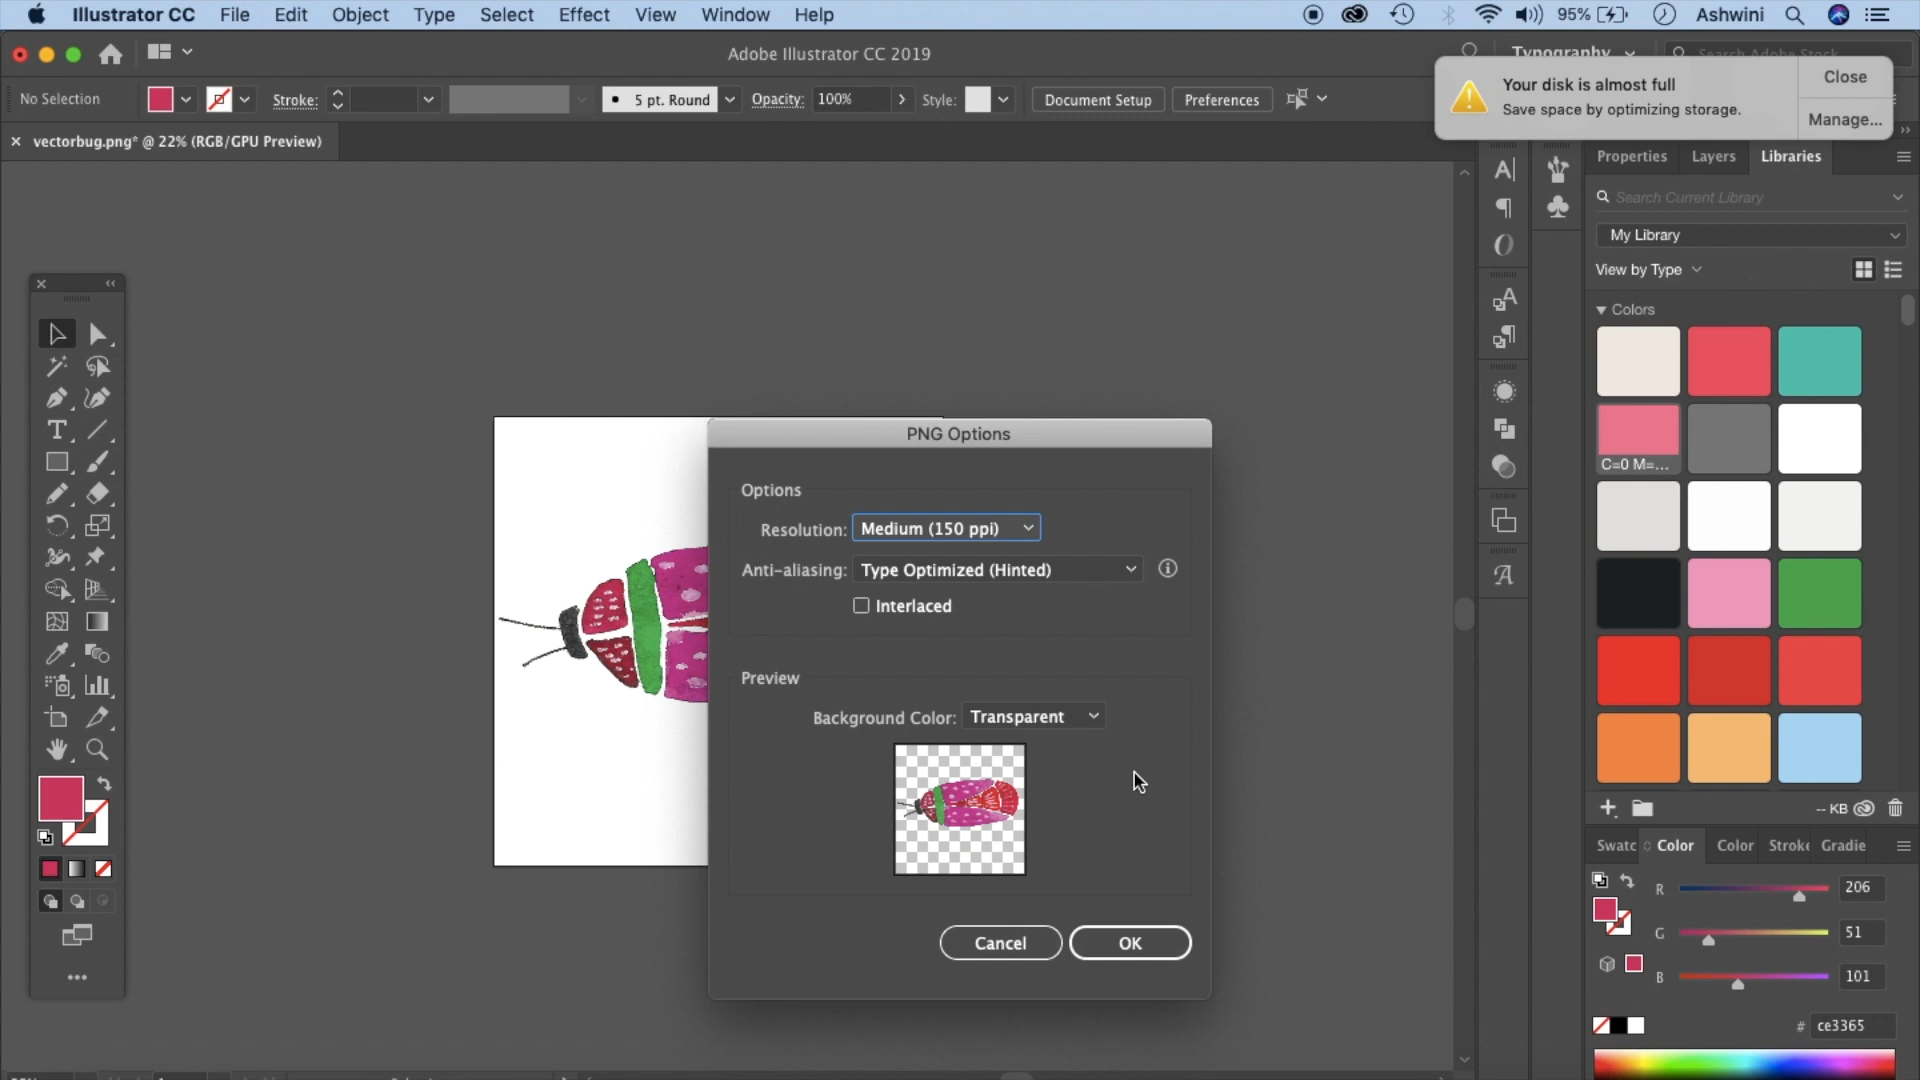 Illustrator CC File Edit Object Type Select Effect View Window Help 95% Ashwini
Adobe Illustrator CC 2019
Typography Search Adobe Stock
No Selection Stroke: 5 pt. Round Opacity: 100% Style: Document Setup Preferences
Your disk is almost full
Save space by optimizing storage.
Close
Manage...
vectorbug.png* @ 22% (RGB/GPU Preview)
Properties Layers Libraries
Search Current Library
My Library
View by Type
Colors
C=0 M=...
PNG Options
Options
Resolution: Medium (150 ppi)
Anti-aliasing: Type Optimized (Hinted)
Interlaced
Preview
Background Color: Transparent
Cancel OK
-- KB
Swatc Color Color Stroke Gradie
R 206
G 51
B 101
# ce3365